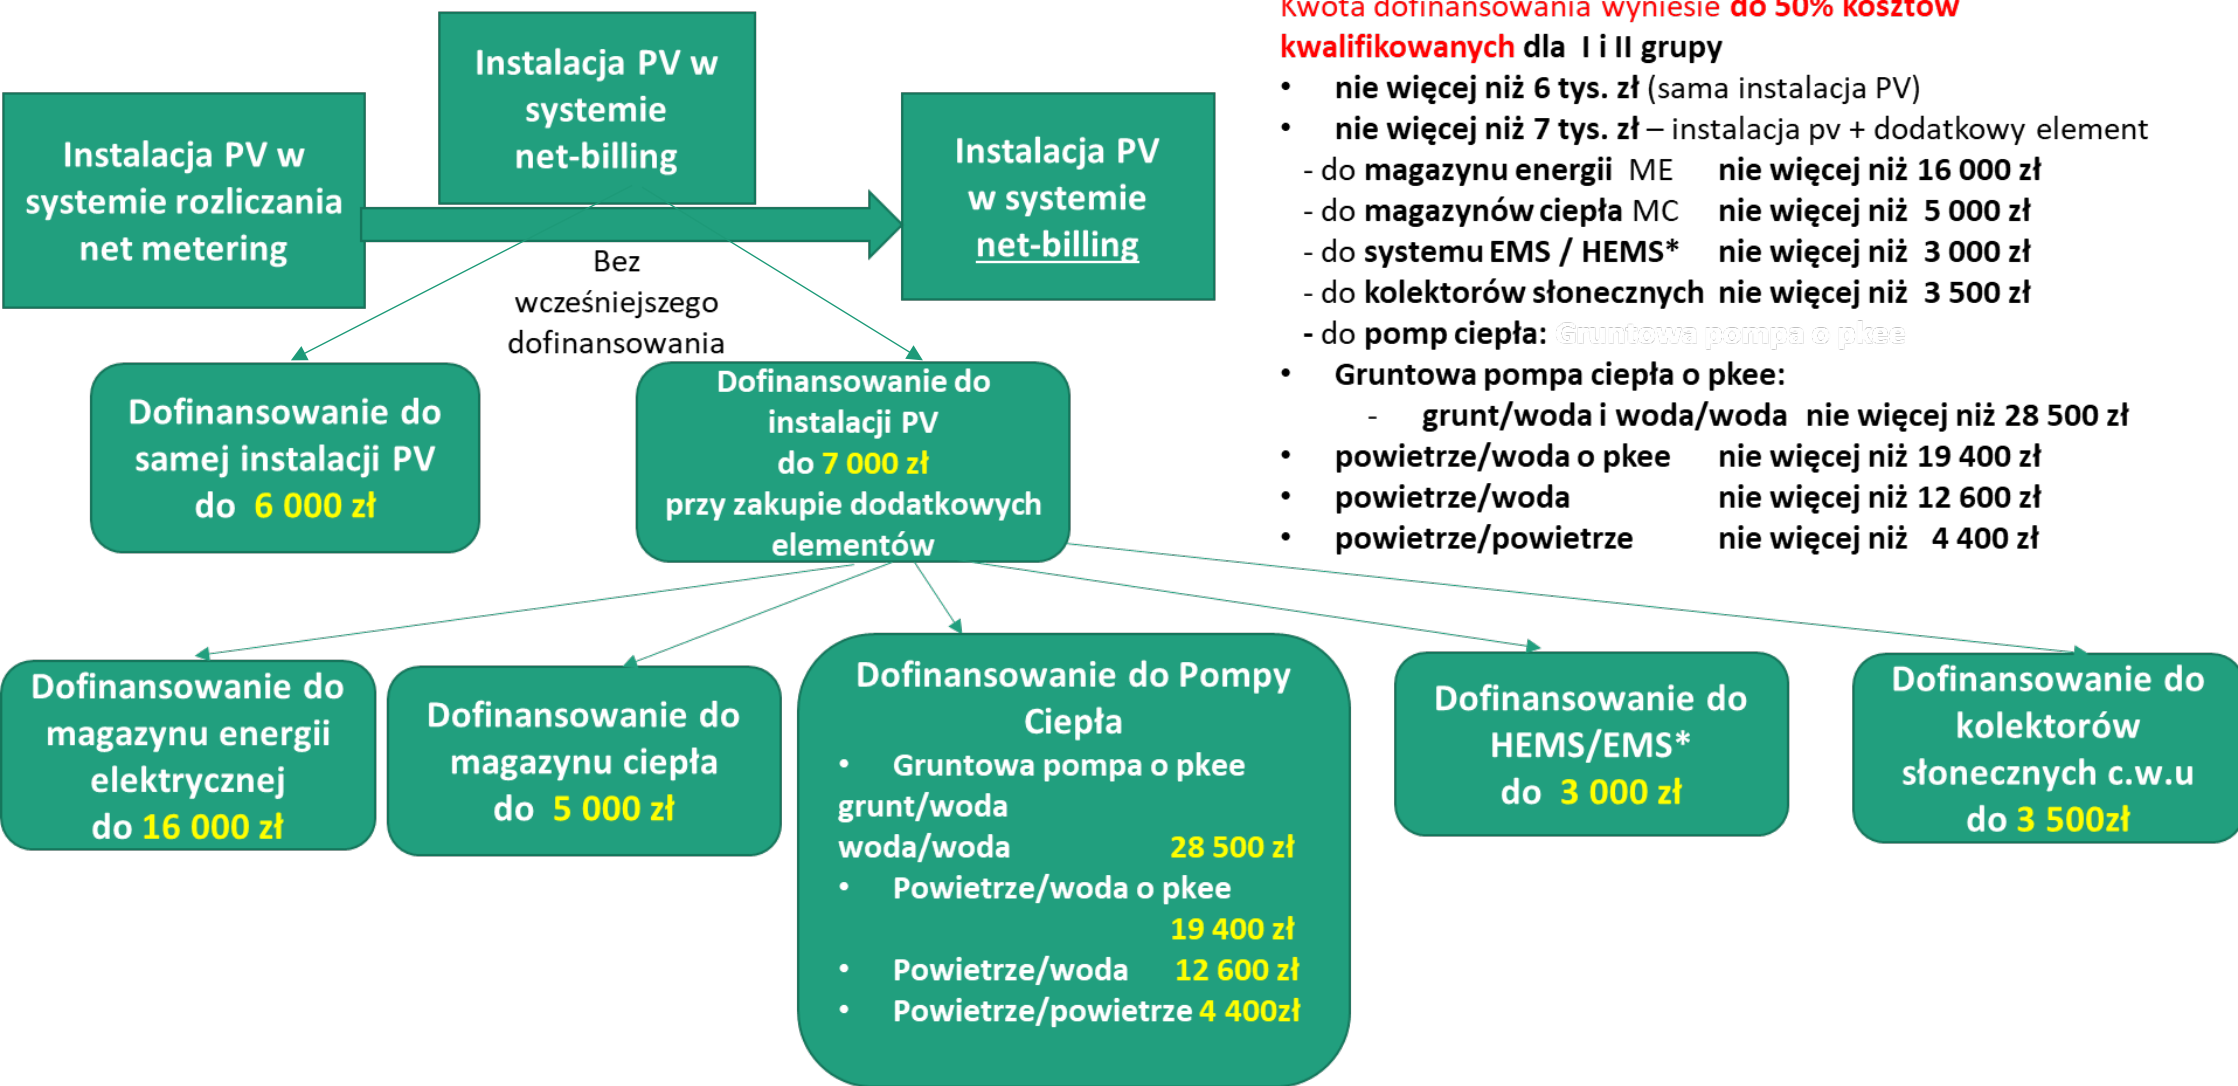 Instalacja PV w
systemie rozliczania
net metering
Instalacja PV w
systemie
net-billing
Instalacja PV
w systemie
net-billing
Bez
wcześniejszego
dofinansowania
Dofinansowanie do
samej instalacji PV
do 6 000 zł
Dofinansowanie do
instalacji PV
do 7 000 zł
przy zakupie dodatkowych
elementów
Kwota dofinansowania wyniesie do 50% kosztów
kwalifikowanych dla I i II grupy
• nie więcej niż 6 tys. zł (sama instalacja PV)
• nie więcej niż 7 tys. zł – instalacja pv + dodatkowy element
- do magazynu energii ME nie więcej niż 16 000 zł
- do magazynów ciepła MC nie więcej niż 5 000 zł
- do systemu EMS / HEMS* nie więcej niż 3 000 zł
- do kolektorów słonecznych nie więcej niż 3 500 zł
- do pomp ciepła: Gruntowa pompa o pkee
• Gruntowa pompa ciepła o pkee:
- grunt/woda i woda/woda nie więcej niż 28 500 zł
• powietrze/woda o pkee nie więcej niż 19 400 zł
• powietrze/woda nie więcej niż 12 600 zł
• powietrze/powietrze nie więcej niż 4 400 zł
Dofinansowanie do
magazynu energii
elektrycznej
do 16 000 zł
Dofinansowanie do
magazynu ciepła
do 5 000 zł
Dofinansowanie do Pompy
Ciepła
• Gruntowa pompa o pkee
grunt/woda
woda/woda 28 500 zł
• Powietrze/woda o pkee
19 400 zł
• Powietrze/woda 12 600 zł
• Powietrze/powietrze 4 400zł
Dofinansowanie do
HEMS/EMS*
do 3 000 zł
Dofinansowanie do
kolektorów
słonecznych c.w.u
do 3 500zł